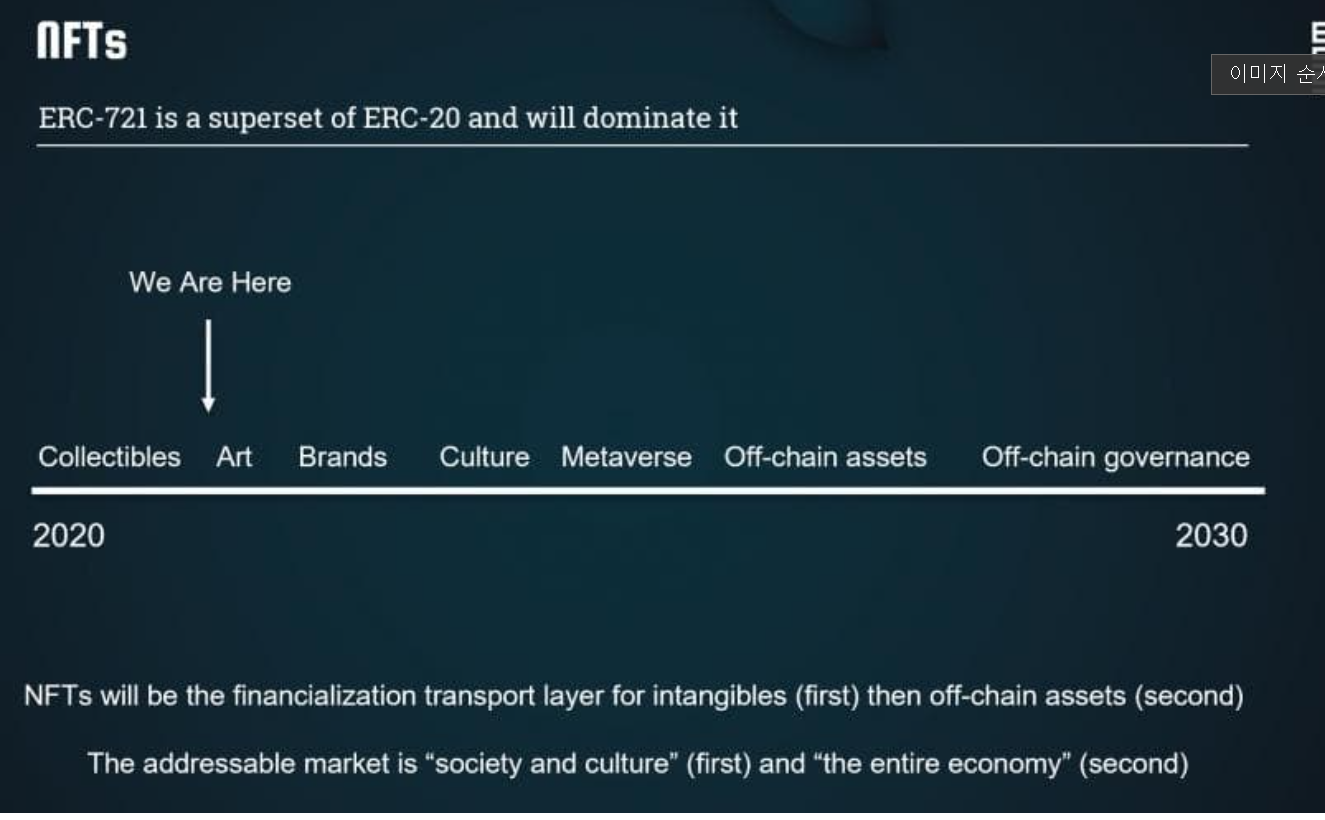 NFTs
이미지 순서
ERC-721 is a superset of ERC-20 and will dominate it
We Are Here
Collectibles Art Brands Culture Metaverse Off-chain assets Off-chain governance
2020 2030
NFTs will be the financialization transport layer for intangibles (first) then off-chain assets (second)
The addressable market is “society and culture” (first) and “the entire economy” (second)